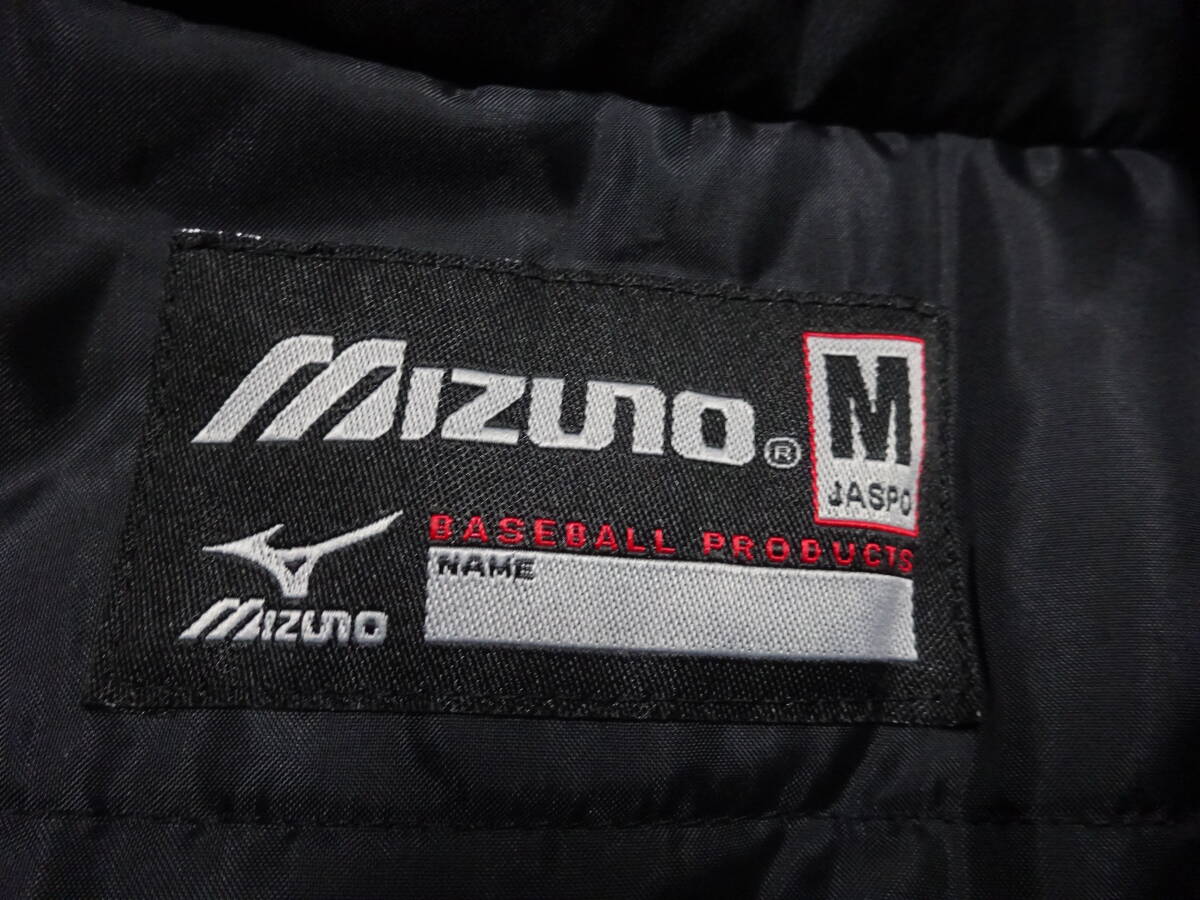 MIZUNO®
M
JASPO
BASEBALL PRODUCTS
NAME
MIZUNO